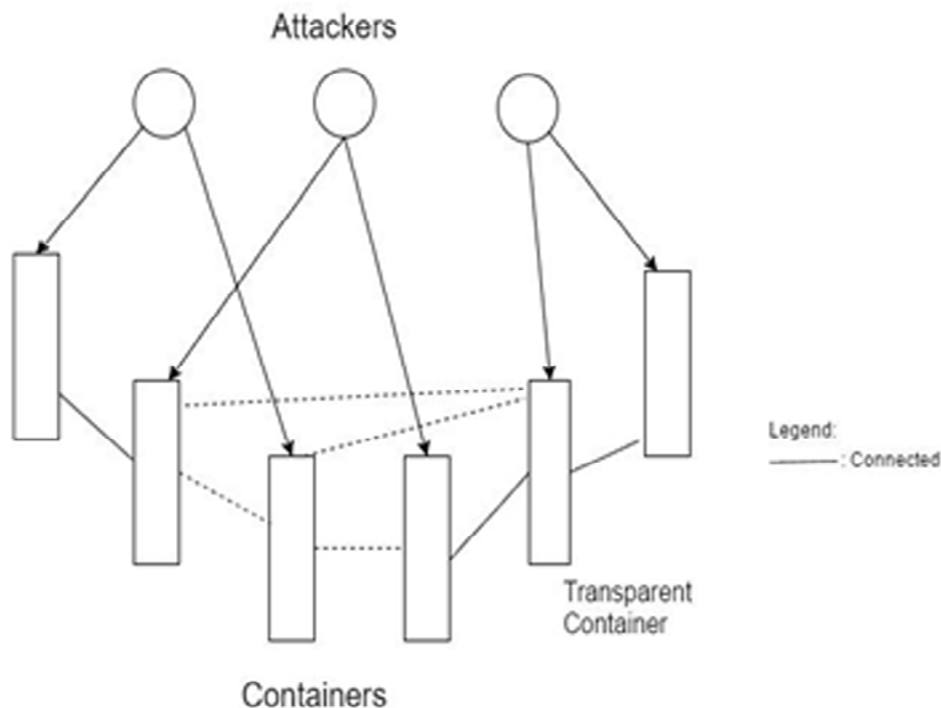 Attackers
Legend:
: Connected
Transparent
Container
Containers